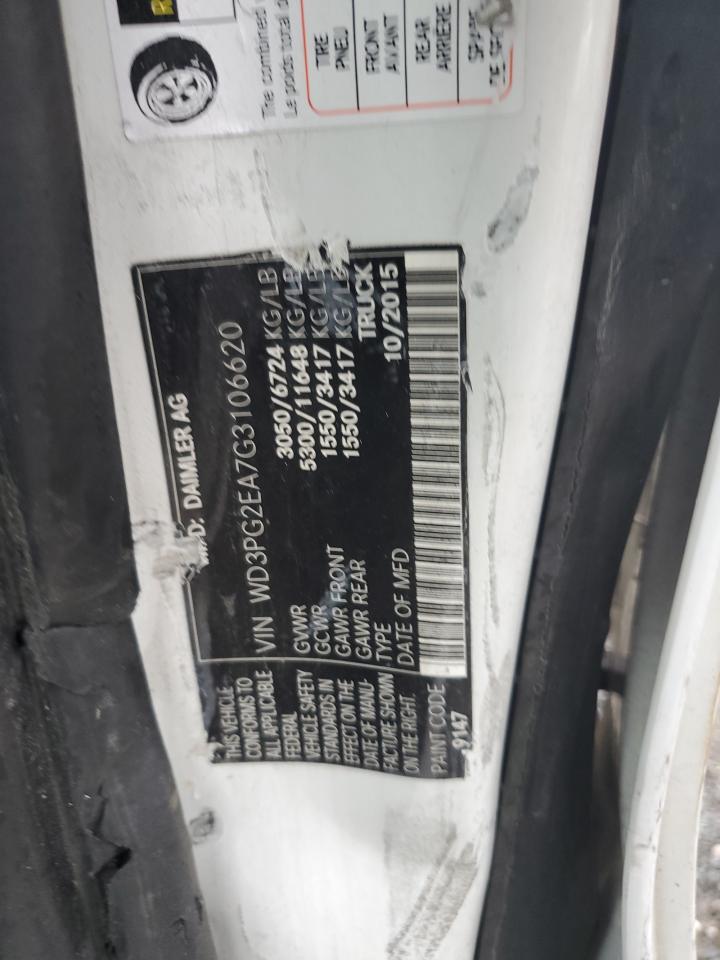 The combined
Le poids total
TIRE
PNEU
FRONT
AVANT
REAR
ARRIÈRE
DAIMLER AG
VIN WD3PG2EA7G3106620
GVWR 3050/6724 KG/LB
GCWR 5300/11648 KG/LB
GAWR FRONT 1550/3417 KG/LB
GAWR REAR 1550/3417 KG/LB
TYPE TRUCK
DATE OF MFD 10/2015
THIS VEHICLE
CONFORMS TO
ALL APPLICABLE
FEDERAL
VEHICLE SAFETY
STANDARDS IN
EFFECT ON THE
DATE OF MANU-
FACTURE SHOWN
ON THE RIGHT.
PAINT CODE
9147